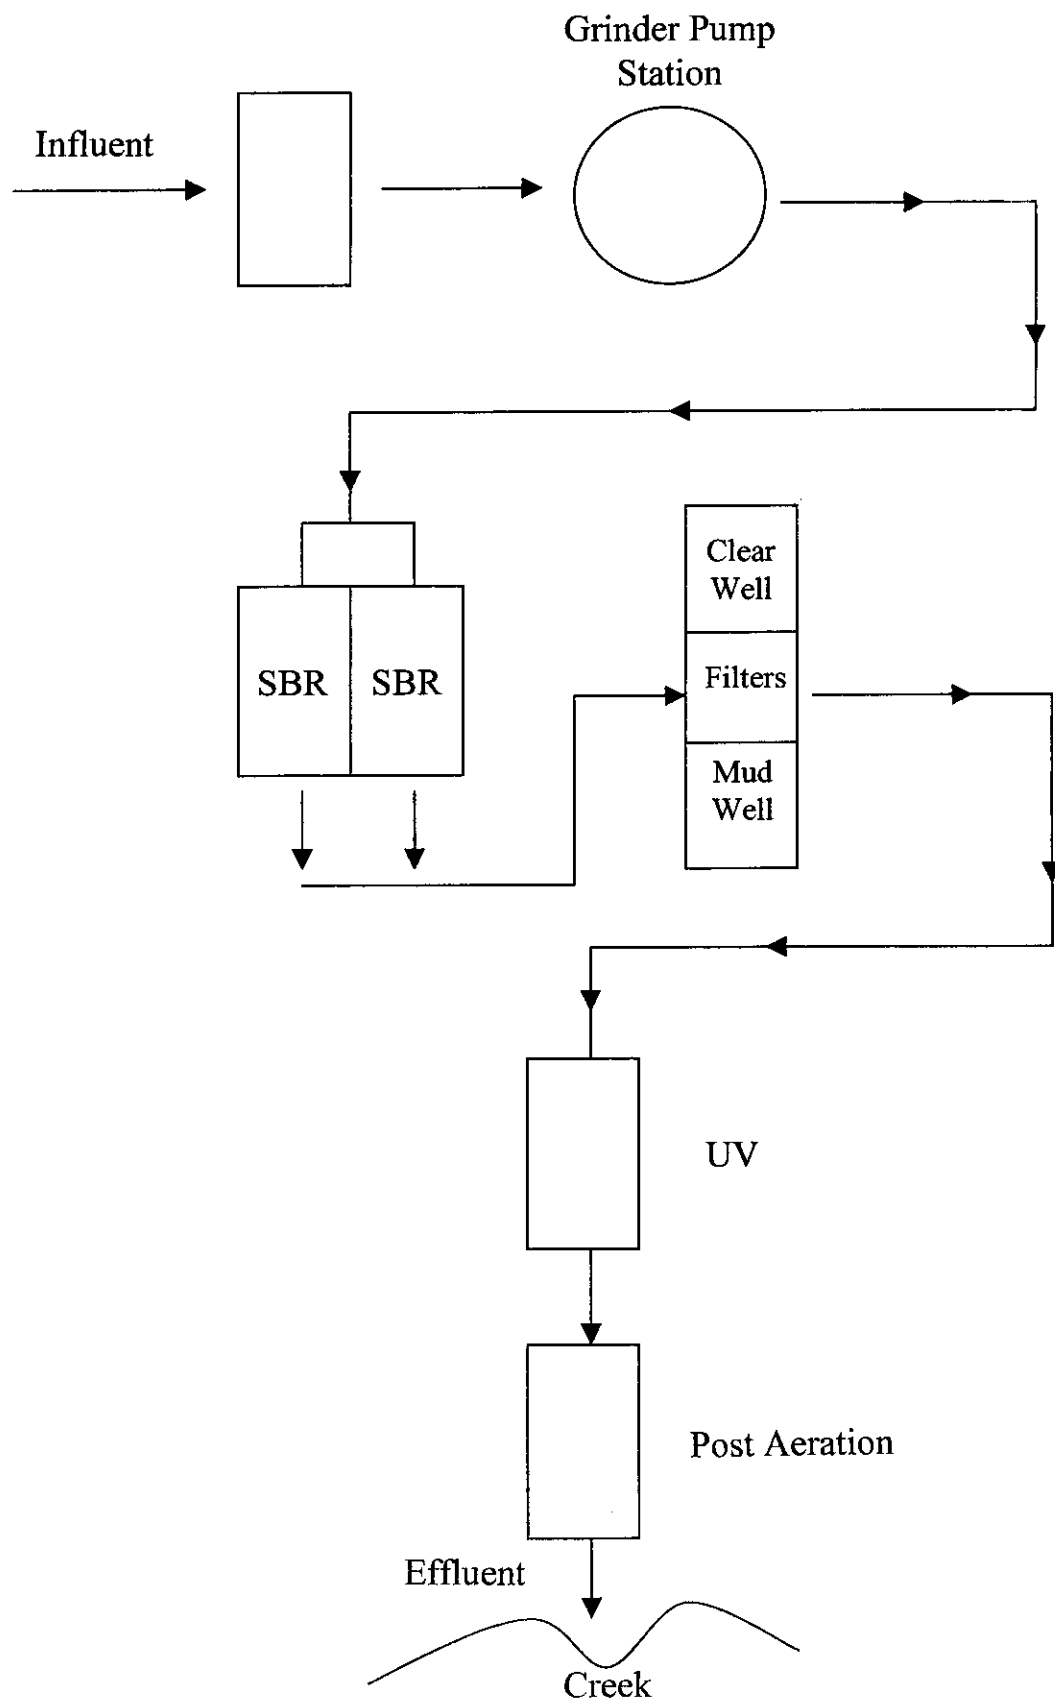 Grinder Pump
Station
Influent
Clear
Well
SBR
SBR
Filters
Mud
Well
UV
Post Aeration
Effluent
Creek